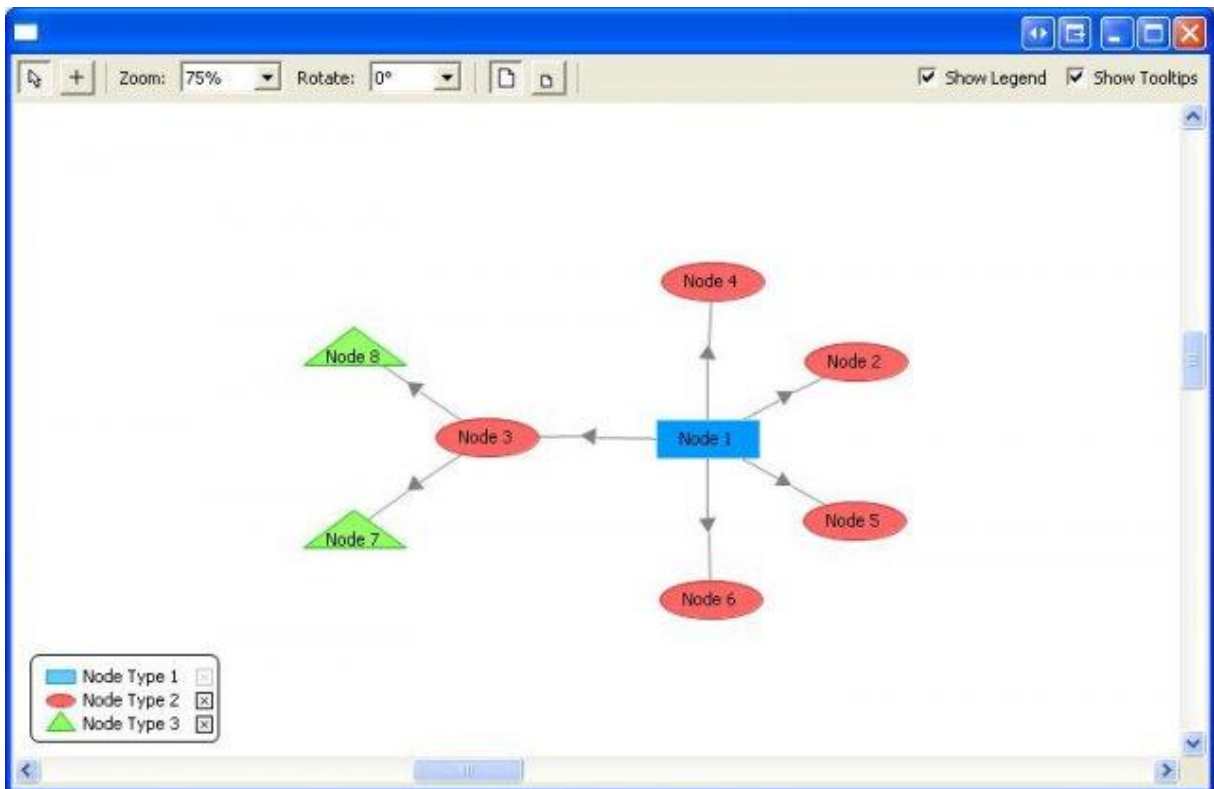 Zoom: 75% Rotate: 0° Show Legend Show Tooltips
Node 4
Node 2
Node 8
Node 3
Node 1
Node 5
Node 7
Node 6
Node Type 1
Node Type 2
Node Type 3